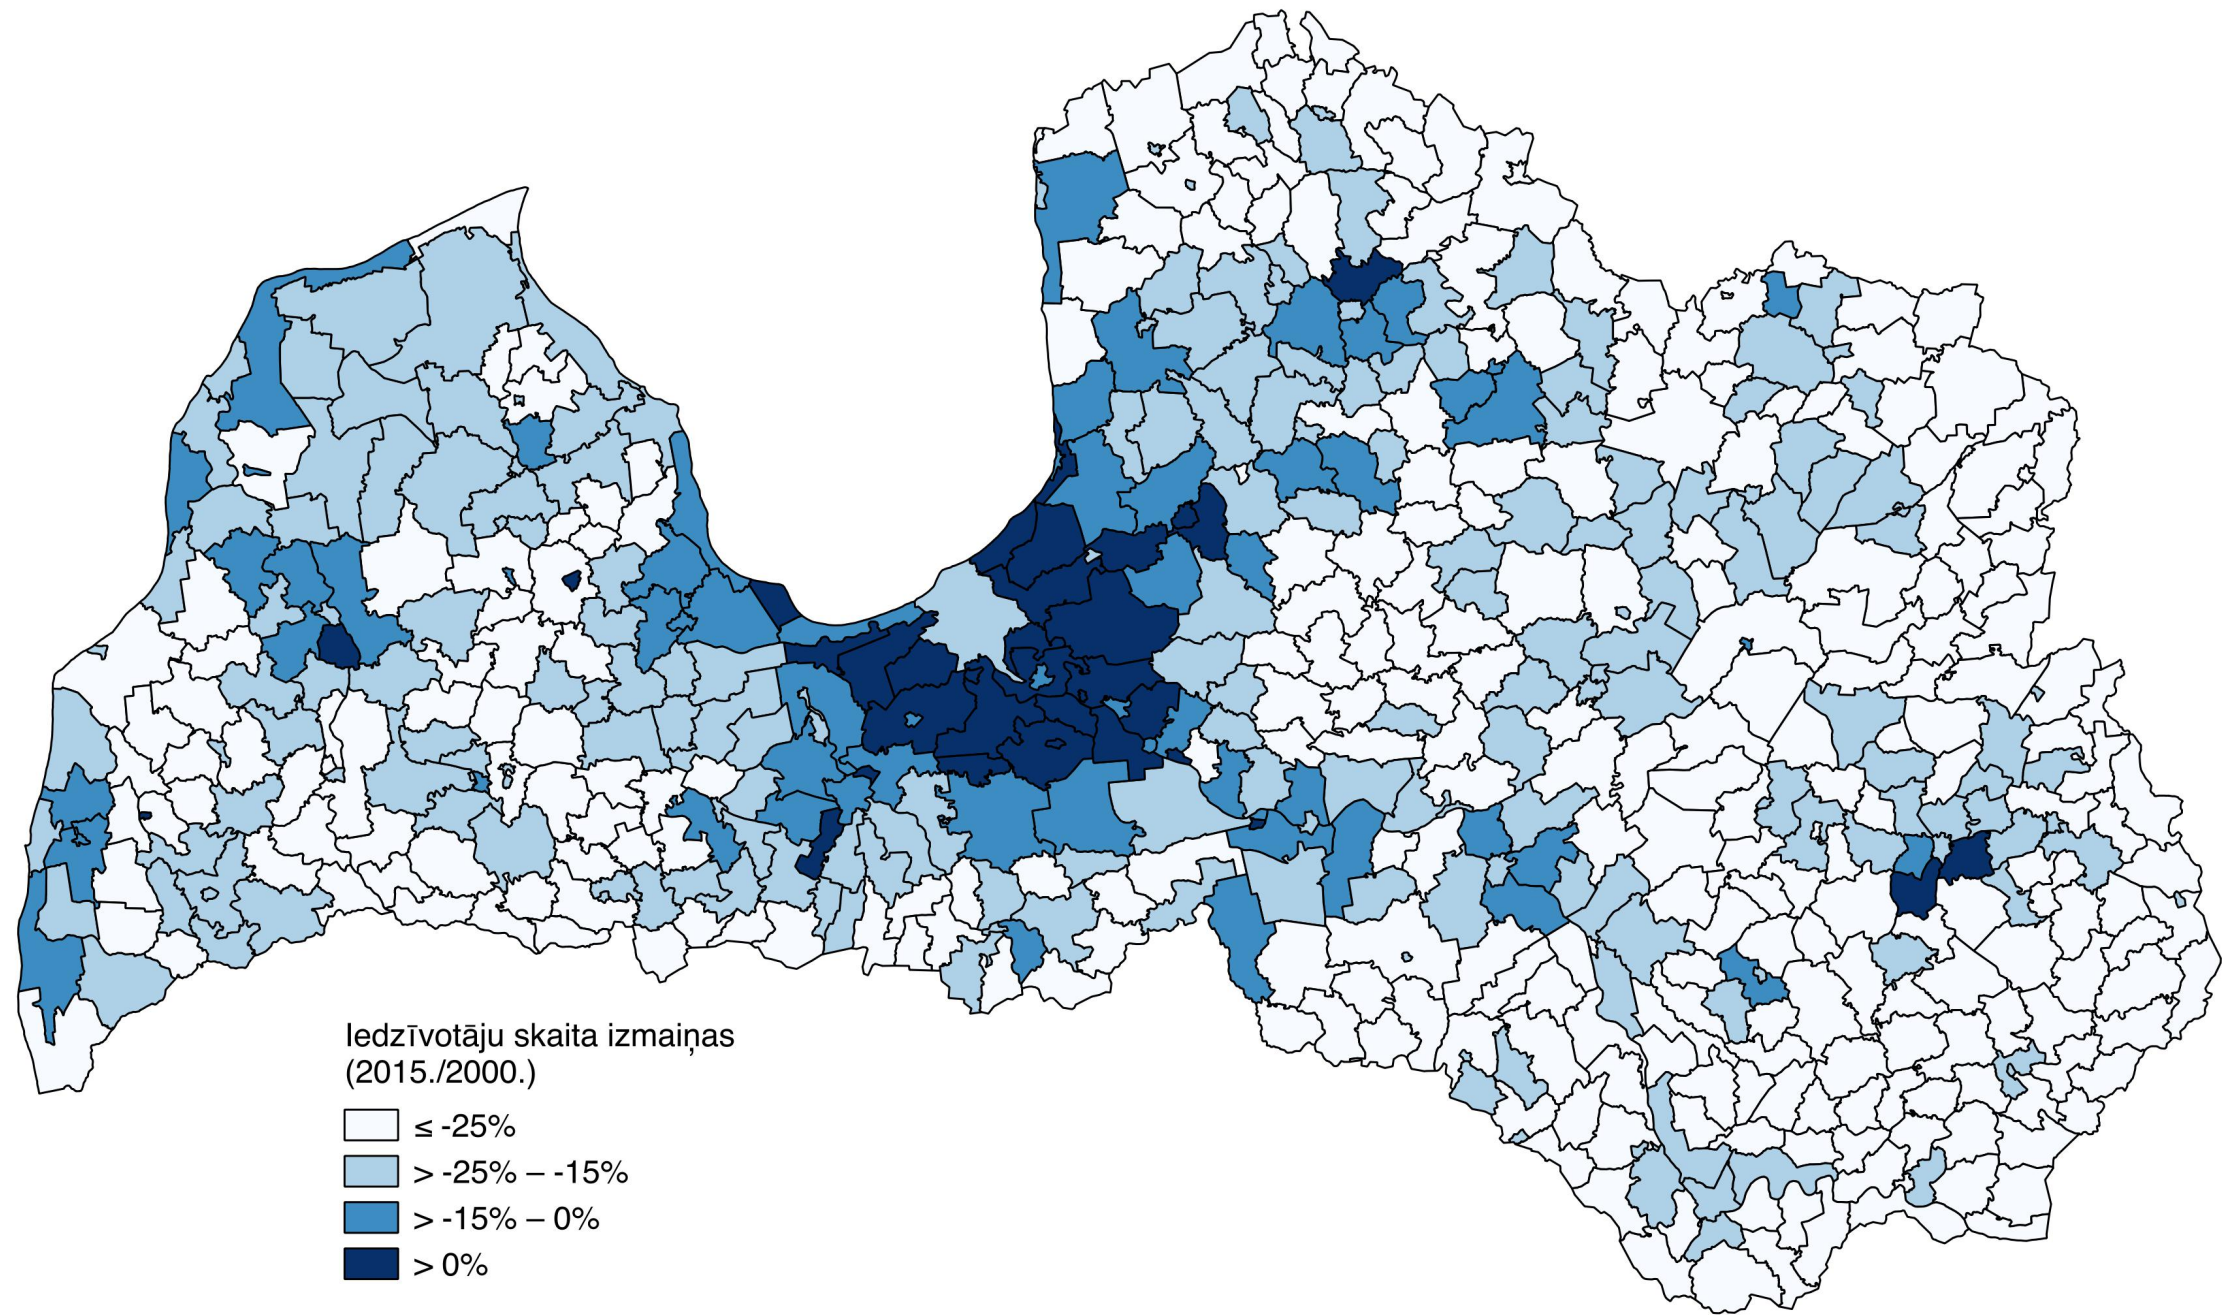 Iedzīvotāju skaita izmaiņas
(2015./2000.)
≤ -25%
> -25% – -15%
> -15% – 0%
> 0%